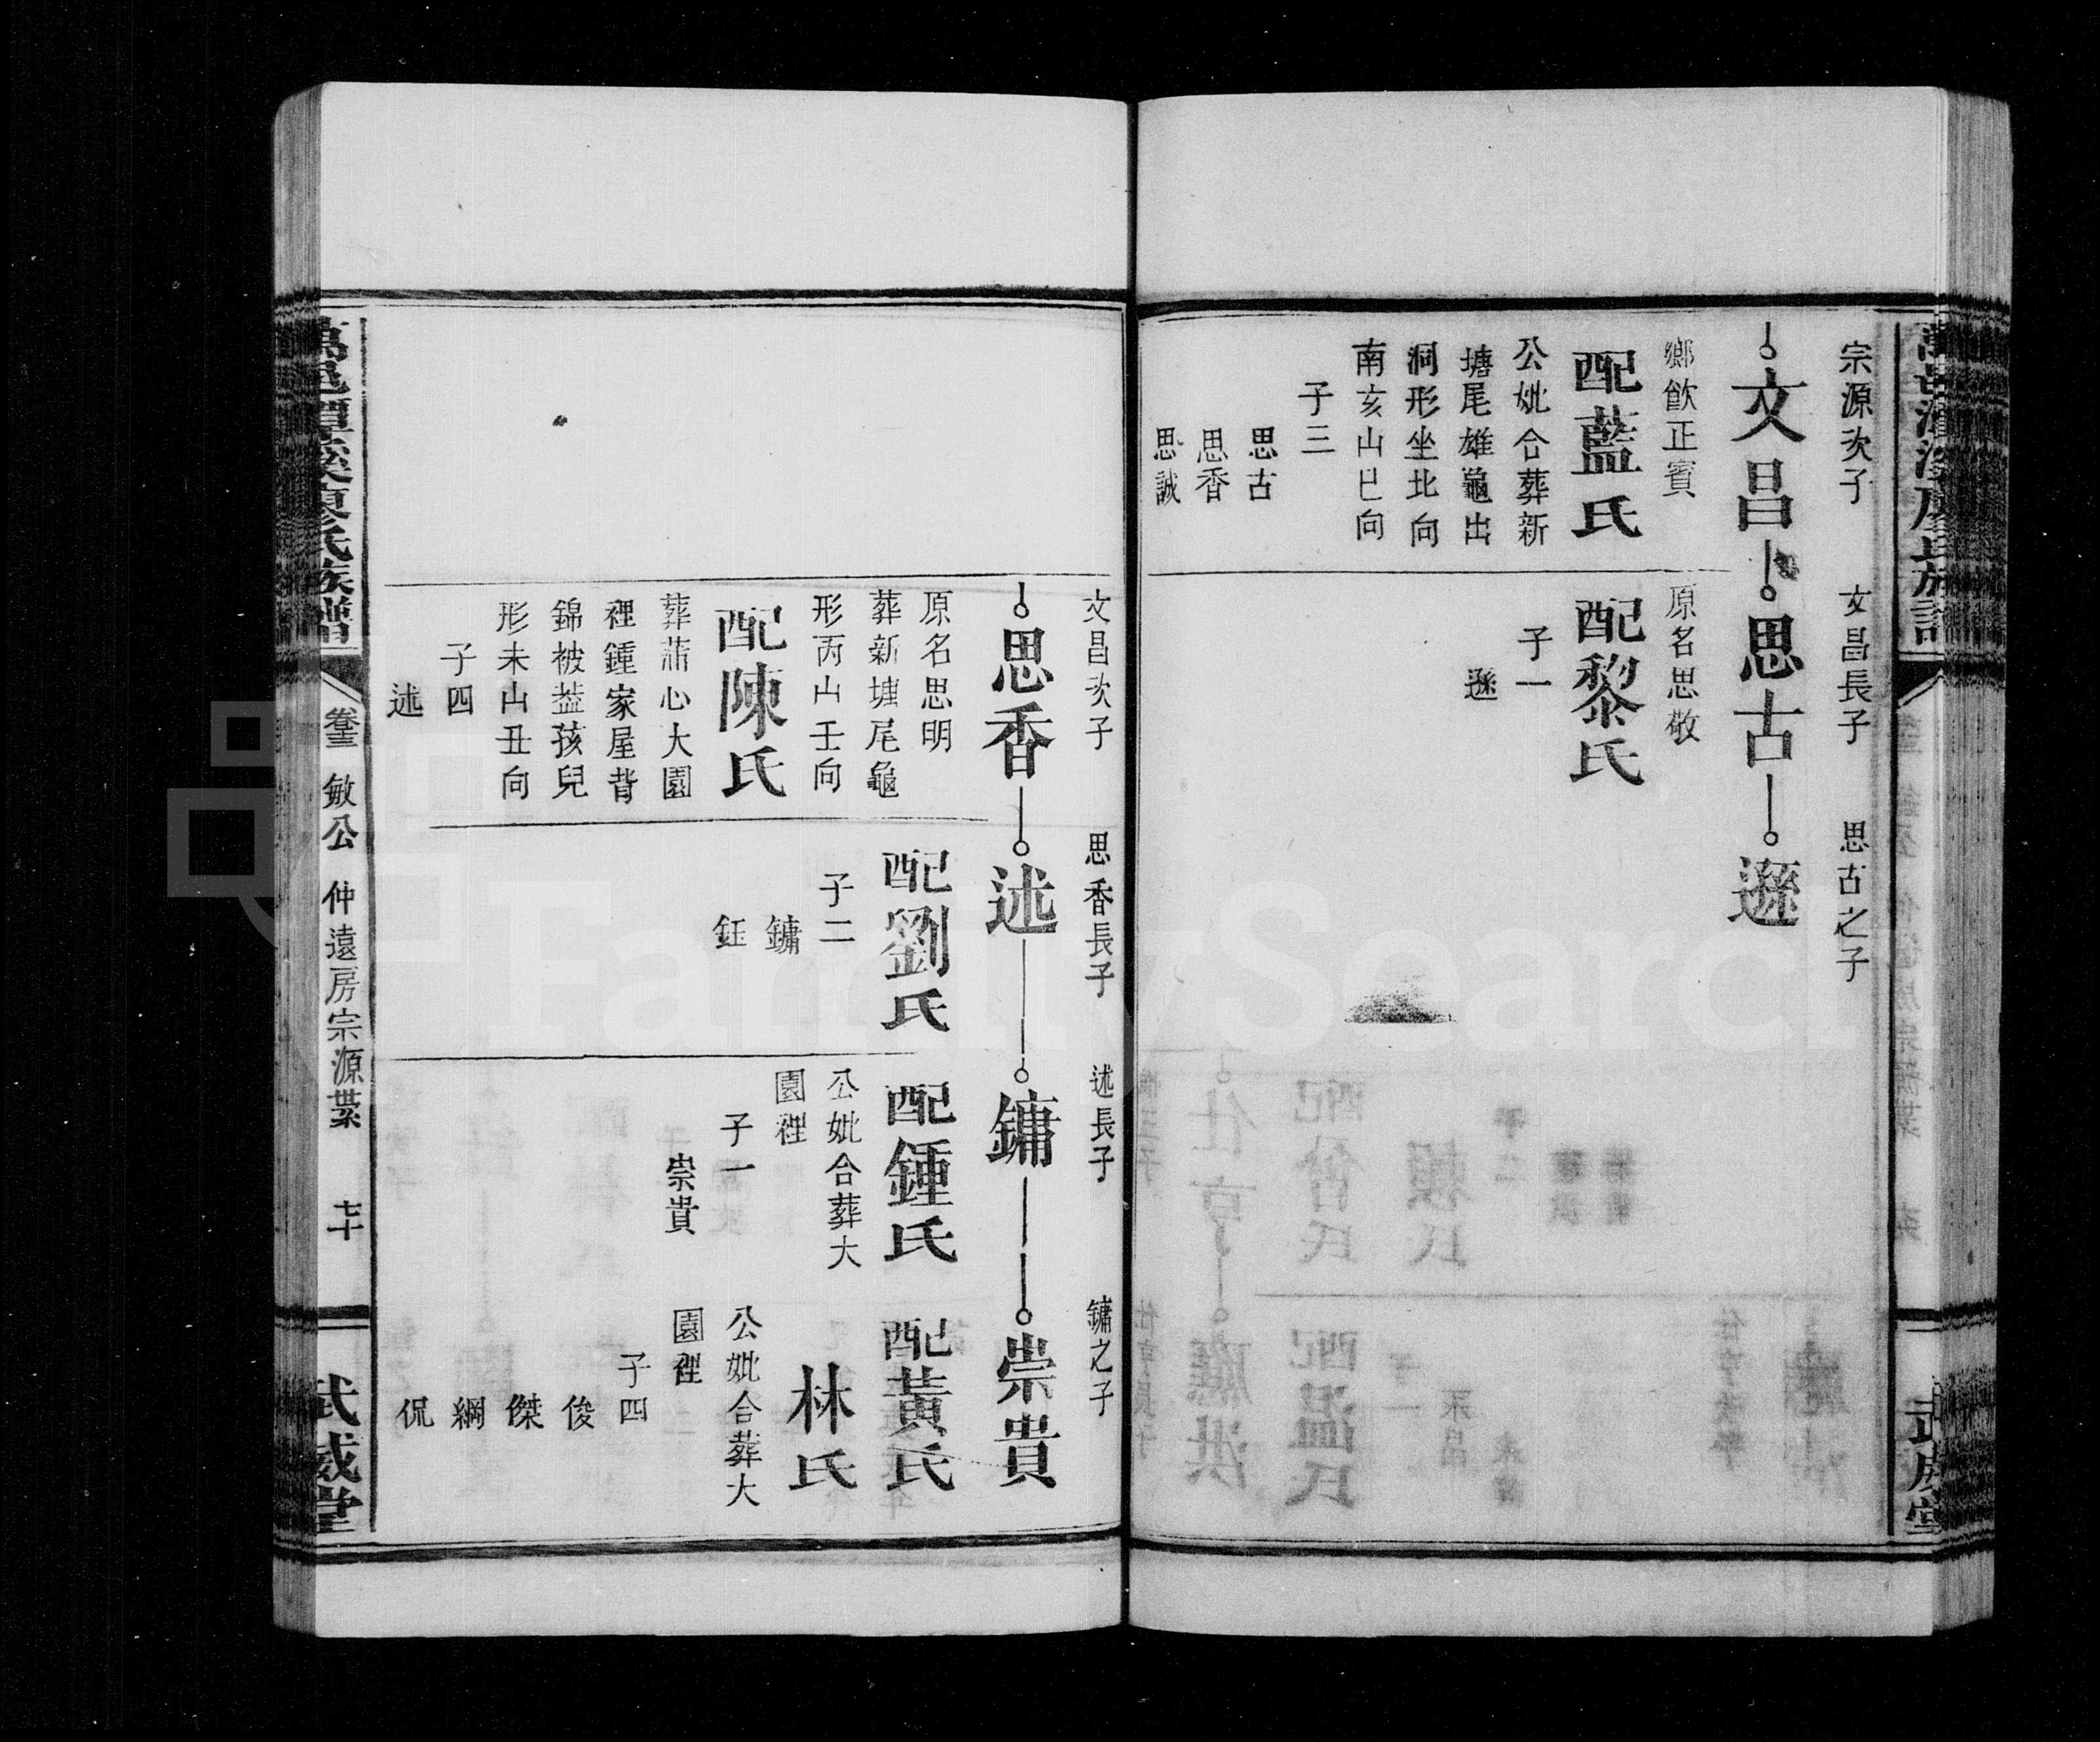 宗源次子
文昌
鄉飲正賓
配藍氏
公妣合葬新
塘尾雄龜出
洞形坐北向
南亥山巳向
子三
思古
思香
思誠
文昌長子
思古
原名思敬
配黎氏
子一
遜
思古之子
遜
文昌次子
思香
原名思明
葬新塘尾龜
形丙山壬向
配陳氏
葬蕭心大園
裡鍾家屋背
錦被葢孩兒
形未山丑向
子四
述
思香長子
述
配劉氏
子二
鏞
鈺
述長子
鏞
配鍾氏
公妣合葬大
園裡
子一
崇貴
鏞之子
崇貴
配黃氏
林氏
公妣合葬大
園裡
子四
俊
傑
綱
侃
萬邑潭溪廖氏族譜
卷三
敏公
仲遠房宗源業
七十
武威堂
FamilySearch